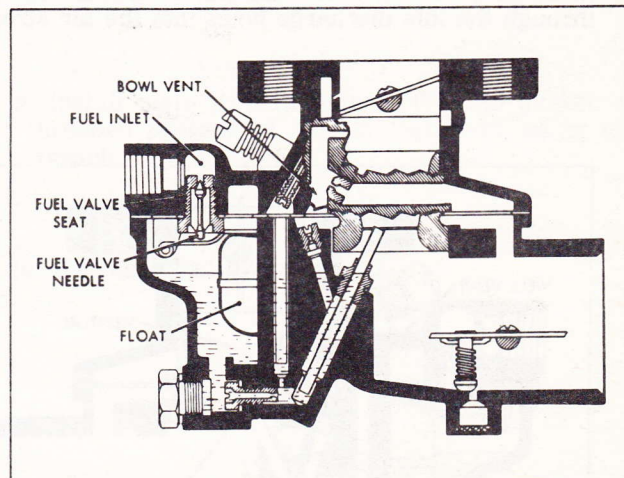 BOWL VENT
FUEL INLET
FUEL VALVE
SEAT
FUEL VALVE
NEEDLE
FLOAT